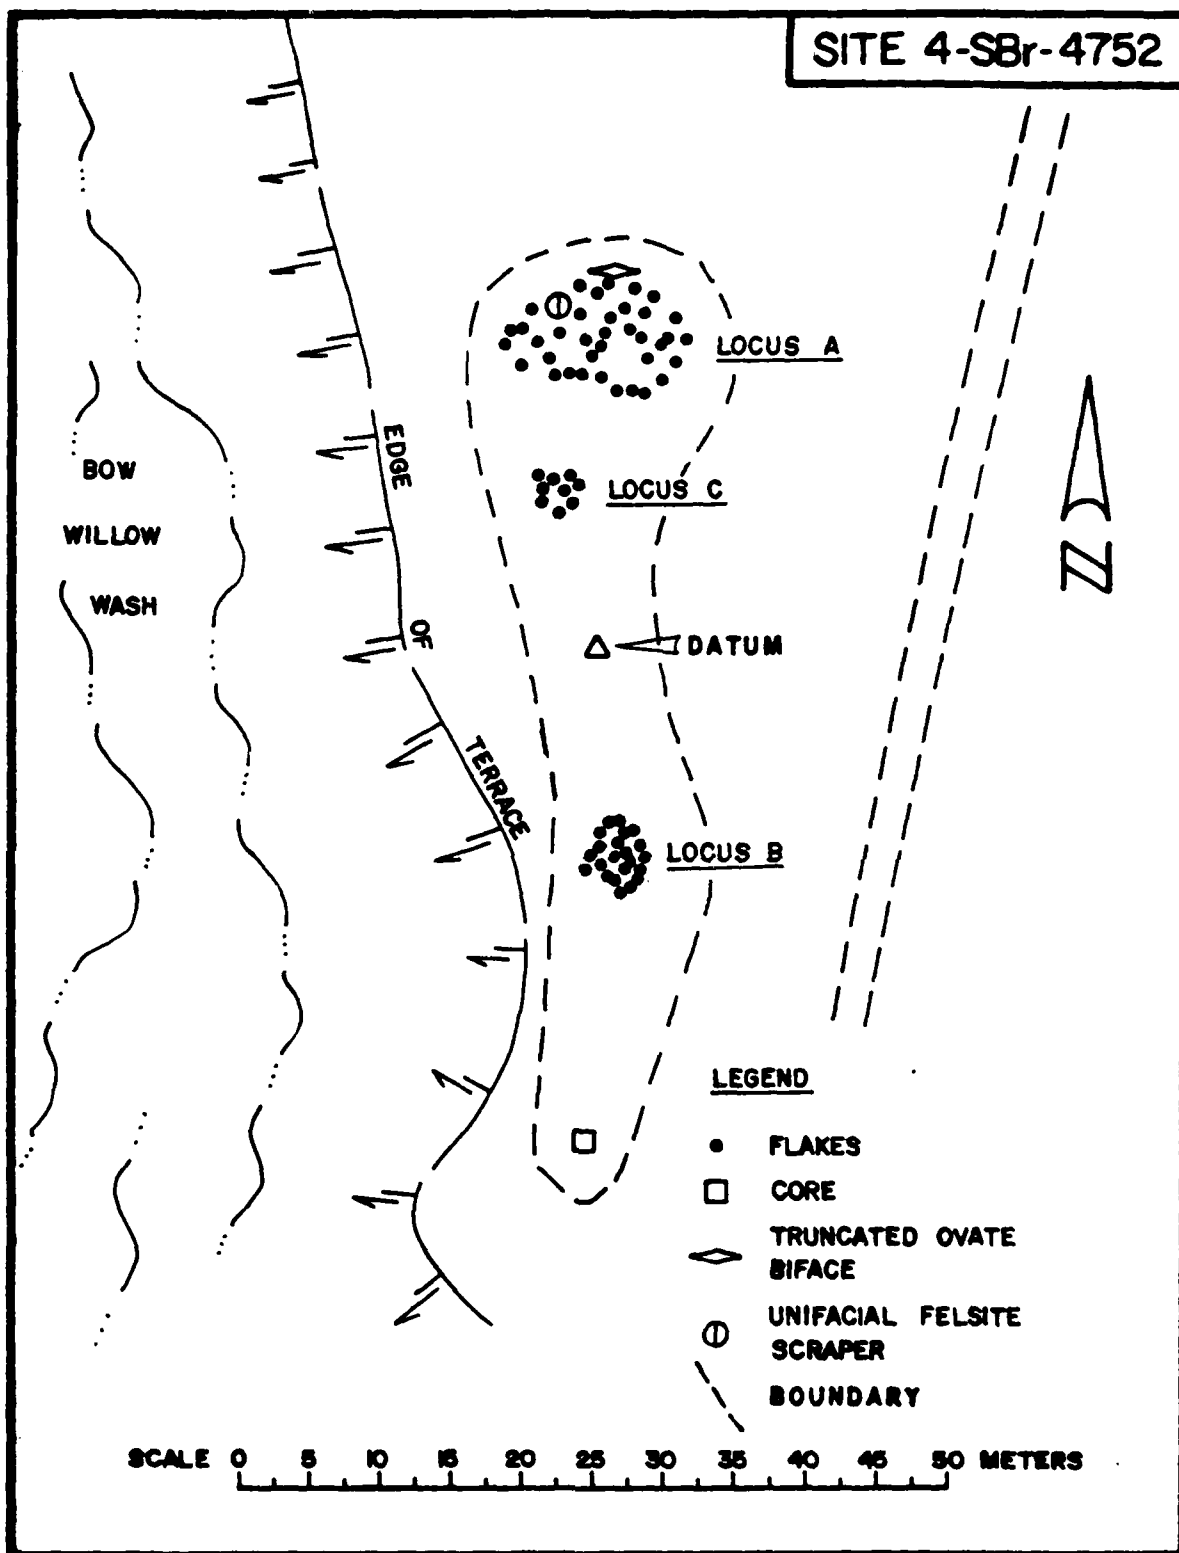 SITE 4-SBr-4752
LOCUS A
EDGE
BOW
LOCUS C
WILLOW
N
WASH
OF
DATUM
TERRACE
LOCUS B
LEGEND
FLAKES
CORE
TRUNCATED OVATE
BIFACE
UNIFACIAL FELSITE
SCRAPER
BOUNDARY
SCALE 0 5 10 15 20 25 30 35 40 45 50 METERS